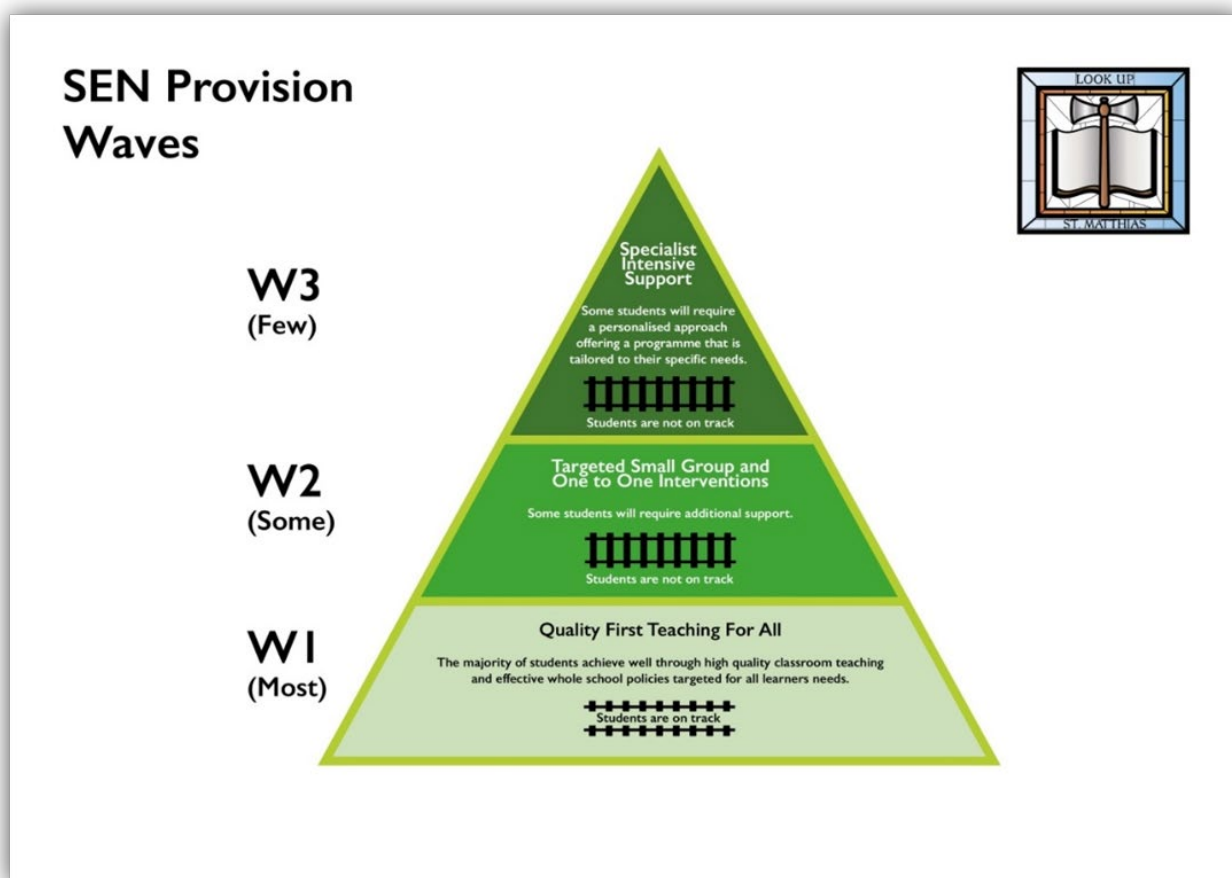 SEN Provision
Waves
LOOK UP
ST. MATTHIAS
W3
(Few)
Specialist
Intensive
Support
Some students will require
a personalised approach
offering a programme that is
tailored to their specific needs.
Students are not on track
W2
(Some)
Targeted Small Group and
One to One Interventions
Some students will require additional support.
Students are not on track
W1
(Most)
Quality First Teaching For All
The majority of students achieve well through high quality classroom teaching
and effective whole school policies targeted for all learners needs.
Students are on track